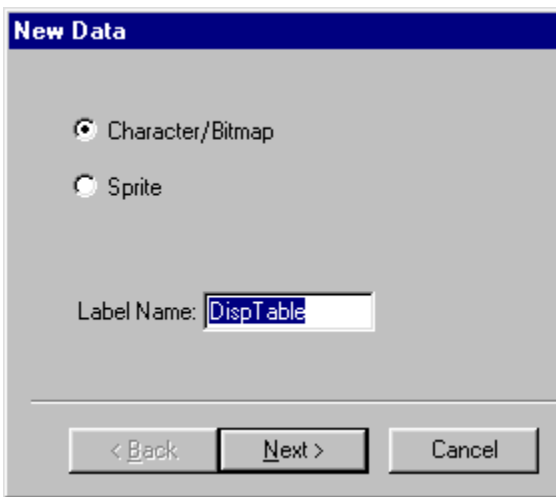 New Data
Character/Bitmap
Sprite
Label Name: DispTable
< Back Next > Cancel